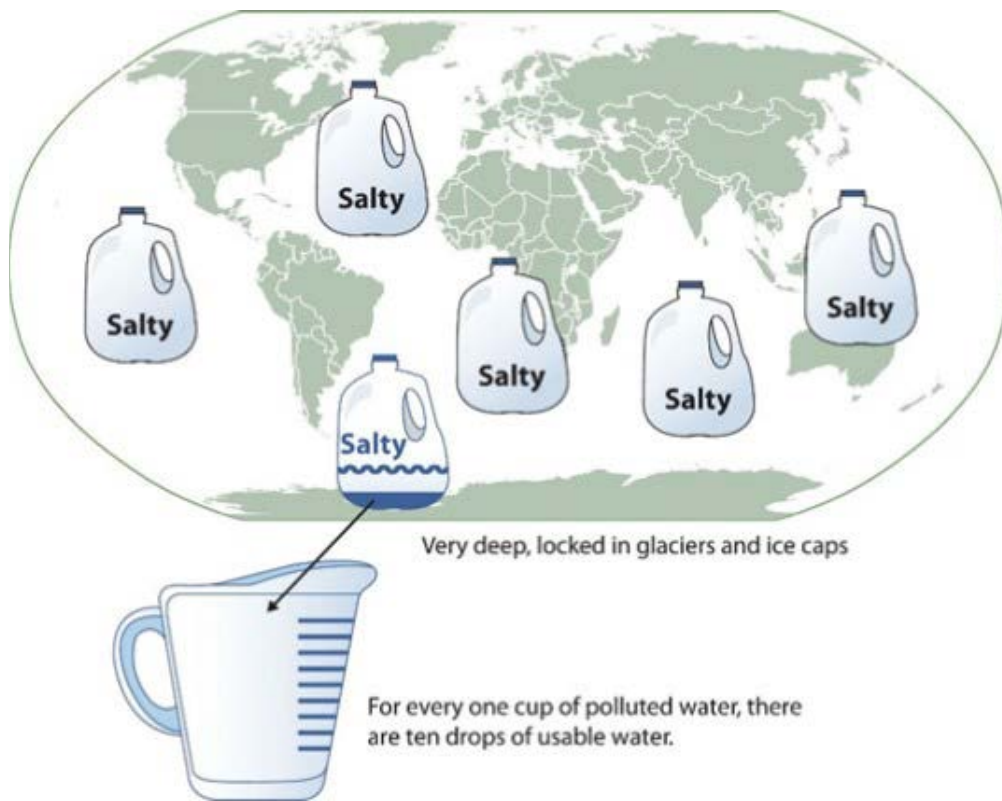 Salty
Salty
Salty
Salty
Salty
Salty
Very deep, locked in glaciers and ice caps
For every one cup of polluted water, there
are ten drops of usable water.